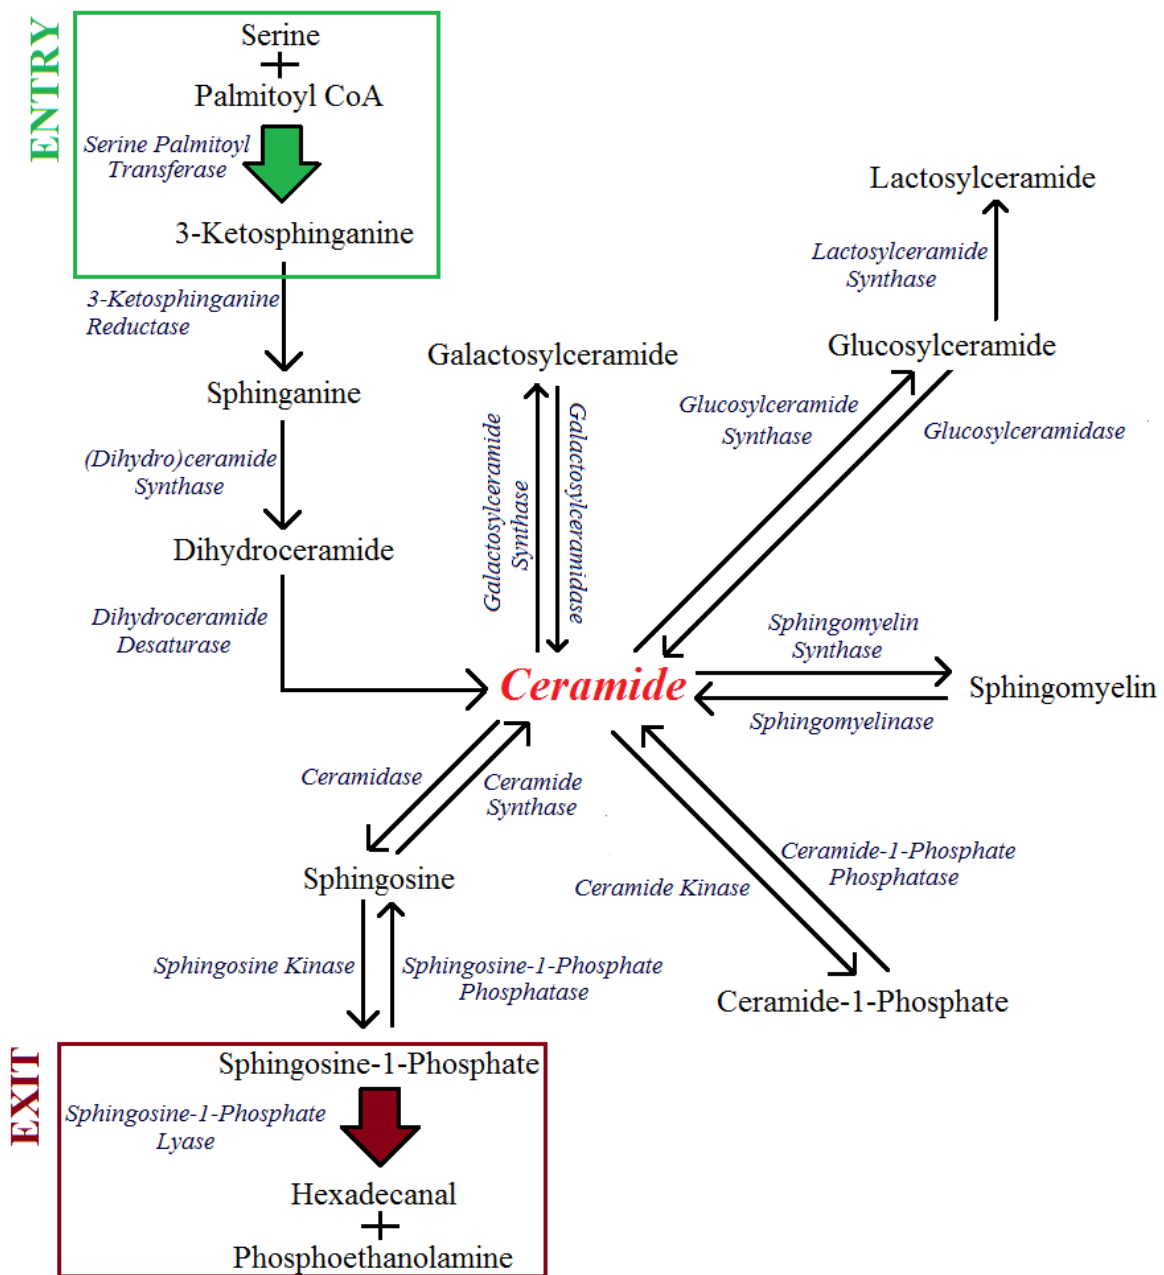 ENTRY
Serine
+
Palmitoyl CoA
Serine Palmitoyl
Transferase
3-Ketosphinganine
3-Ketosphinganine
Reductase
Sphinganine
(Dihydro)ceramide
Synthase
Dihydroceramide
Dihydroceramide
Desaturase
Galactosylceramide
Galactosylceramide
Synthase
Galactosylceramidase
Lactosylceramide
Lactosylceramide
Synthase
Glucosylceramide
Glucosylceramide
Synthase
Glucosylceramidase
Ceramide
Sphingomyelin
Synthase
Sphingomyelin
Sphingomyelinase
Ceramidase
Ceramide
Synthase
Sphingosine
Ceramide Kinase
Ceramide-1-Phosphate
Phosphatase
Ceramide-1-Phosphate
Sphingosine Kinase
Sphingosine-1-Phosphate
Phosphatase
EXIT
Sphingosine-1-Phosphate
Sphingosine-1-Phosphate
Lyase
Hexadecanal
+
Phosphoethanolamine